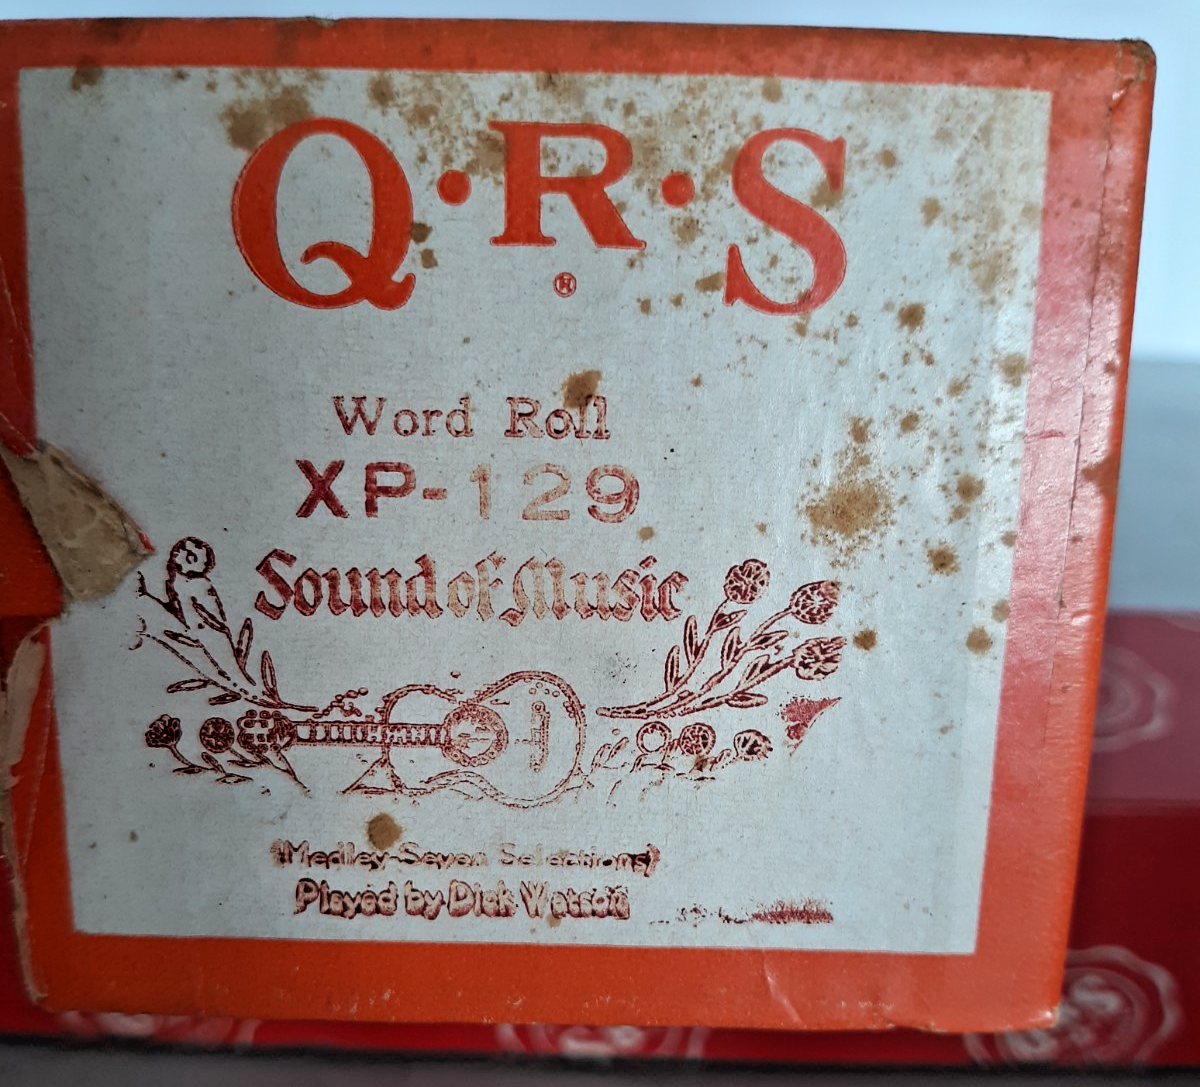 Q·R·S
®
Word Roll
XP-129
Sound of Music
(Medley-Seven Selections)
Played by Dick Watson